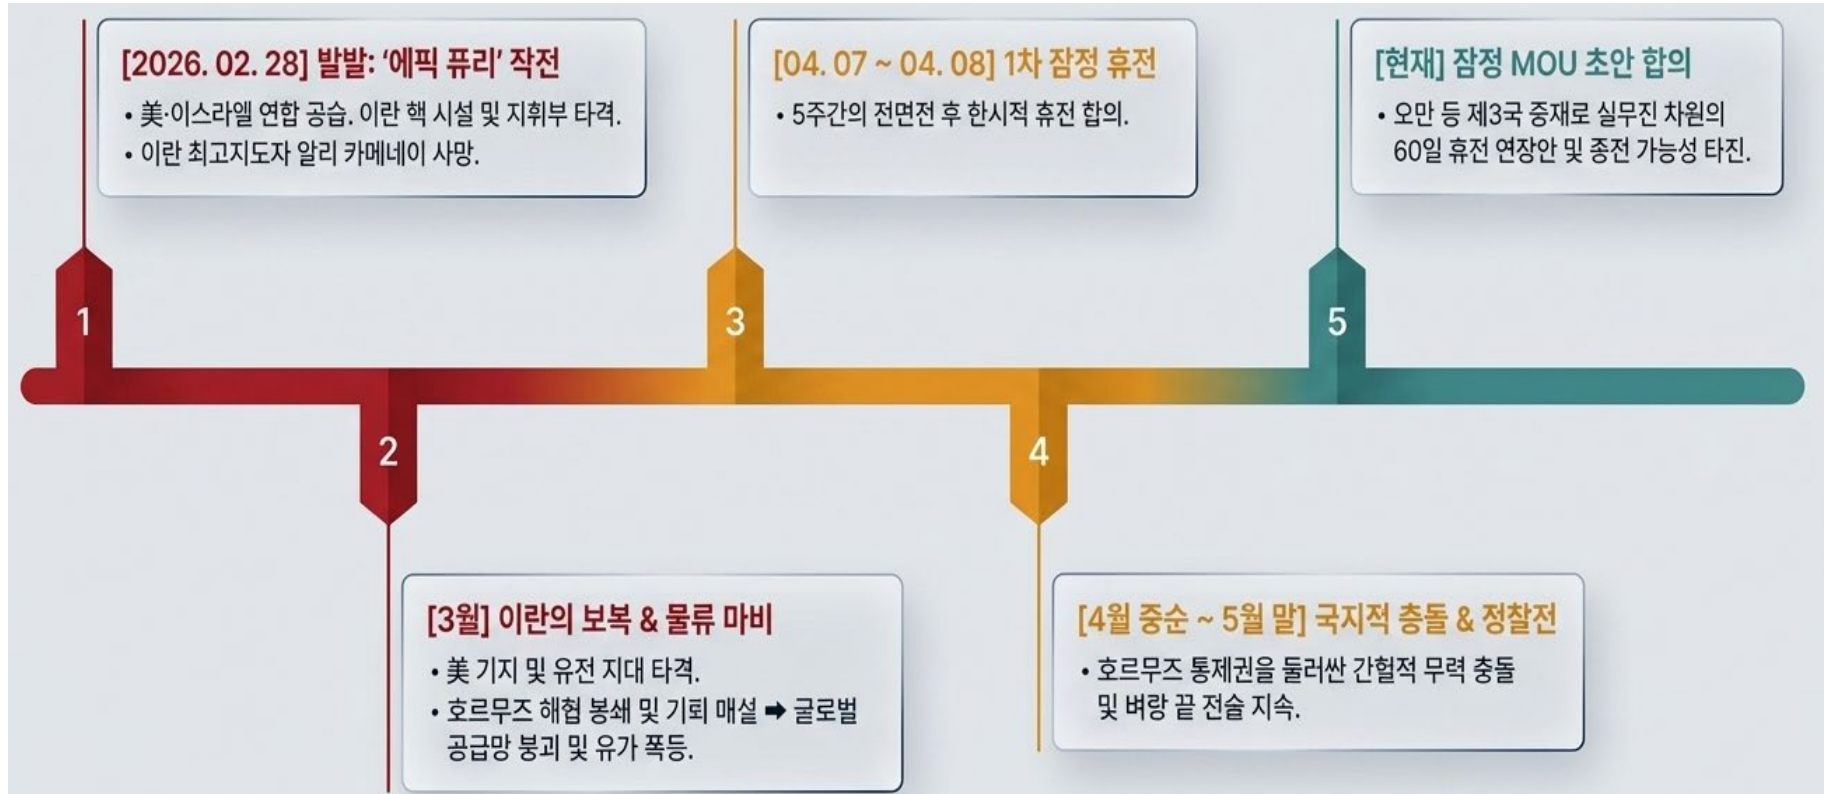 [2026. 02. 28] 발발: ‘에픽 퓨리’ 작전
• 美·이스라엘 연합 공습. 이란 핵 시설 및 지휘부 타격.
• 이란 최고지도자 알리 카메네이 사망.
[04. 07 ~ 04. 08] 1차 잠정 휴전
• 5주간의 전면전 후 한시적 휴전 합의.
[현재] 잠정 MOU 초안 합의
• 오만 등 제3국 중재로 실무진 차원의
60일 휴전 연장안 및 종전 가능성 타진.
1
3
5
2
4
[3월] 이란의 보복 & 물류 마비
• 美 기지 및 유전 지대 타격.
• 호르무즈 해협 봉쇄 및 기퇴 매설 ➡ 굴로벌
공급망 붕괴 및 유가 폭등.
[4월 중순 ~ 5월 말] 국지적 충돌 & 정찰전
• 호르무즈 통제권을 둘러싼 간헐적 무력 충돌
및 벼랑 끝 전술 지속.